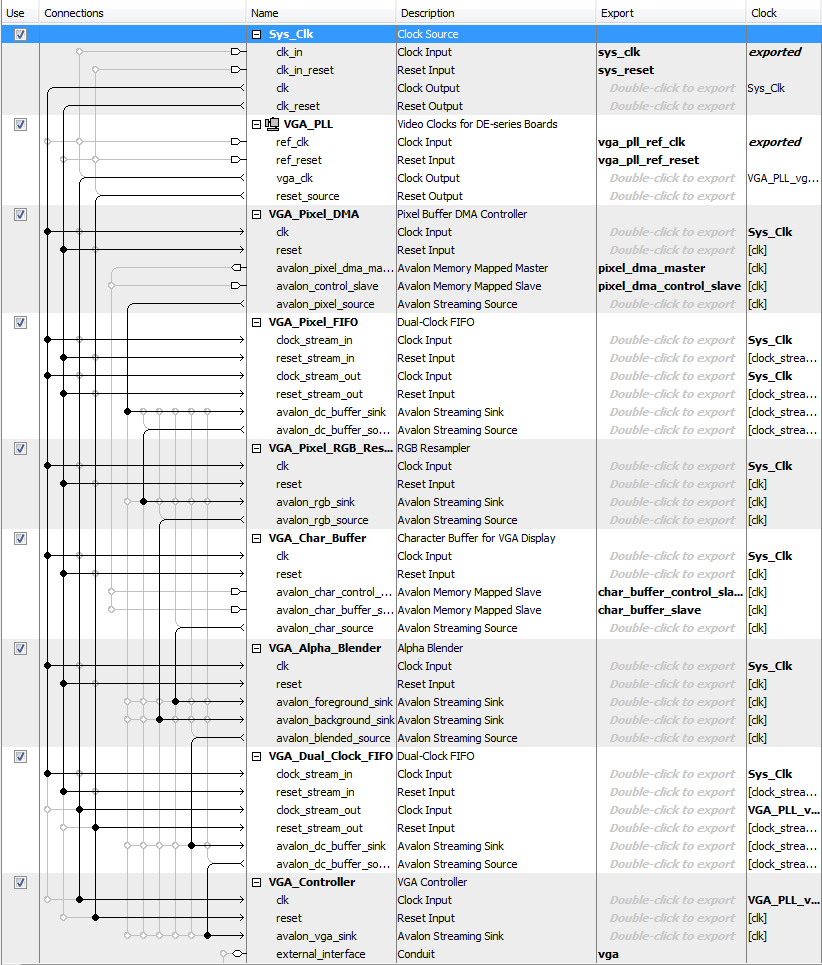 Use Connections Name Description Export Clock
Sys_Clk Clock Source
clk_in Clock Input sys_clk exported
clk_in_reset Reset Input sys_reset
clk Clock Output Double-click to export Sys_Clk
clk_reset Reset Output Double-click to export
VGA_PLL Video Clocks for DE-series Boards
ref_clk Clock Input vga_pll_ref_clk exported
ref_reset Reset Input vga_pll_ref_reset
vga_clk Clock Output Double-click to export VGA_PLL_vg...
reset_source Reset Output Double-click to export
VGA_Pixel_DMA Pixel Buffer DMA Controller
clk Clock Input Double-click to export Sys_Clk
reset Reset Input Double-click to export [clk]
avalon_pixel_dma_ma... Avalon Memory Mapped Master pixel_dma_master [clk]
avalon_control_slave Avalon Memory Mapped Slave pixel_dma_control_slave [clk]
avalon_pixel_source Avalon Streaming Source Double-click to export [clk]
VGA_Pixel_FIFO Dual-Clock FIFO
clock_stream_in Clock Input Double-click to export Sys_Clk
reset_stream_in Reset Input Double-click to export [clock_strea...
clock_stream_out Clock Input Double-click to export Sys_Clk
reset_stream_out Reset Input Double-click to export [clock_strea...
avalon_dc_buffer_sink Avalon Streaming Sink Double-click to export [clock_strea...
avalon_dc_buffer_so... Avalon Streaming Source Double-click to export [clock_strea...
VGA_Pixel_RGB_Res... RGB Resampler
clk Clock Input Double-click to export Sys_Clk
reset Reset Input Double-click to export [clk]
avalon_rgb_sink Avalon Streaming Sink Double-click to export [clk]
avalon_rgb_source Avalon Streaming Source Double-click to export [clk]
VGA_Char_Buffer Character Buffer for VGA Display
clk Clock Input Double-click to export Sys_Clk
reset Reset Input Double-click to export [clk]
avalon_char_control_... Avalon Memory Mapped Slave char_buffer_control_sla... [clk]
avalon_char_buffer_s... Avalon Memory Mapped Slave char_buffer_slave [clk]
avalon_char_source Avalon Streaming Source Double-click to export [clk]
VGA_Alpha_Blender Alpha Blender
clk Clock Input Double-click to export Sys_Clk
reset Reset Input Double-click to export [clk]
avalon_foreground_sink Avalon Streaming Sink Double-click to export [clk]
avalon_background_sink Avalon Streaming Sink Double-click to export [clk]
avalon_blended_source Avalon Streaming Source Double-click to export [clk]
VGA_Dual_Clock_FIFO Dual-Clock FIFO
clock_stream_in Clock Input Double-click to export Sys_Clk
reset_stream_in Reset Input Double-click to export [clock_strea...
clock_stream_out Clock Input Double-click to export VGA_PLL_v...
reset_stream_out Reset Input Double-click to export [clock_strea...
avalon_dc_buffer_sink Avalon Streaming Sink Double-click to export [clock_strea...
avalon_dc_buffer_so... Avalon Streaming Source Double-click to export [clock_strea...
VGA_Controller VGA Controller
clk Clock Input Double-click to export VGA_PLL_v...
reset Reset Input Double-click to export [clk]
avalon_vga_sink Avalon Streaming Sink Double-click to export [clk]
external_interface Conduit vga